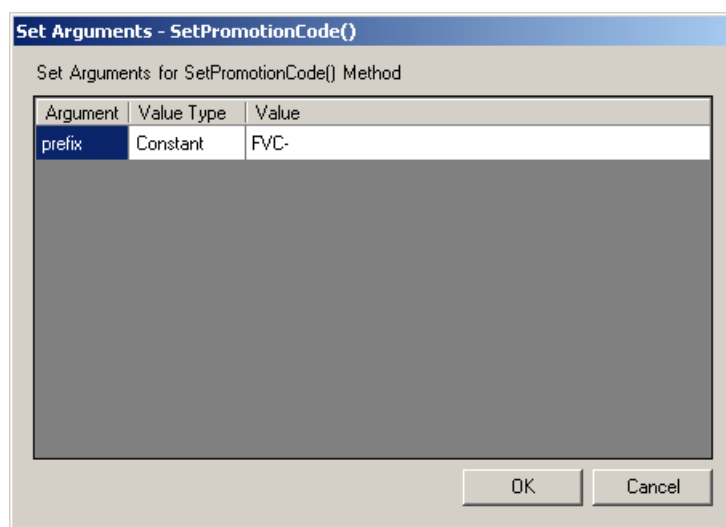 Set Arguments - SetPromotionCode()
Set Arguments for SetPromotionCode() Method
Argument Value Type Value
prefix Constant FVC-
OK Cancel